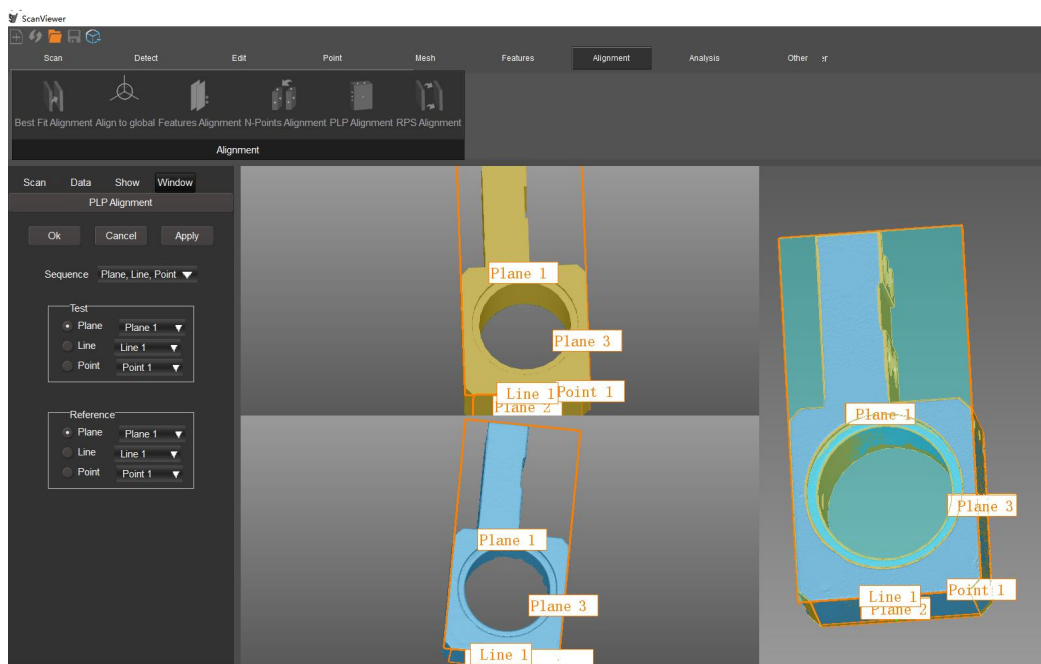 ScanViewer
Scan Detect Edit Point Mesh Features Alignment Analysis Other
Best Fit Alignment Align to global Features Alignment N-Points Alignment PLP Alignment RPS Alignment
Alignment
Scan Data Show Window
PLP Alignment
Ok Cancel Apply
Sequence Plane, Line, Point
Test
Plane Plane 1
Line Line 1
Point Point 1
Reference
Plane Plane 1
Line Line 1
Point Point 1
Plane 1
Plane 3
Line 1 Point 1
Plane 2
Plane 1
Plane 3
Line 1
Plane 1
Plane 3
Line 1 Point 1
Plane 2